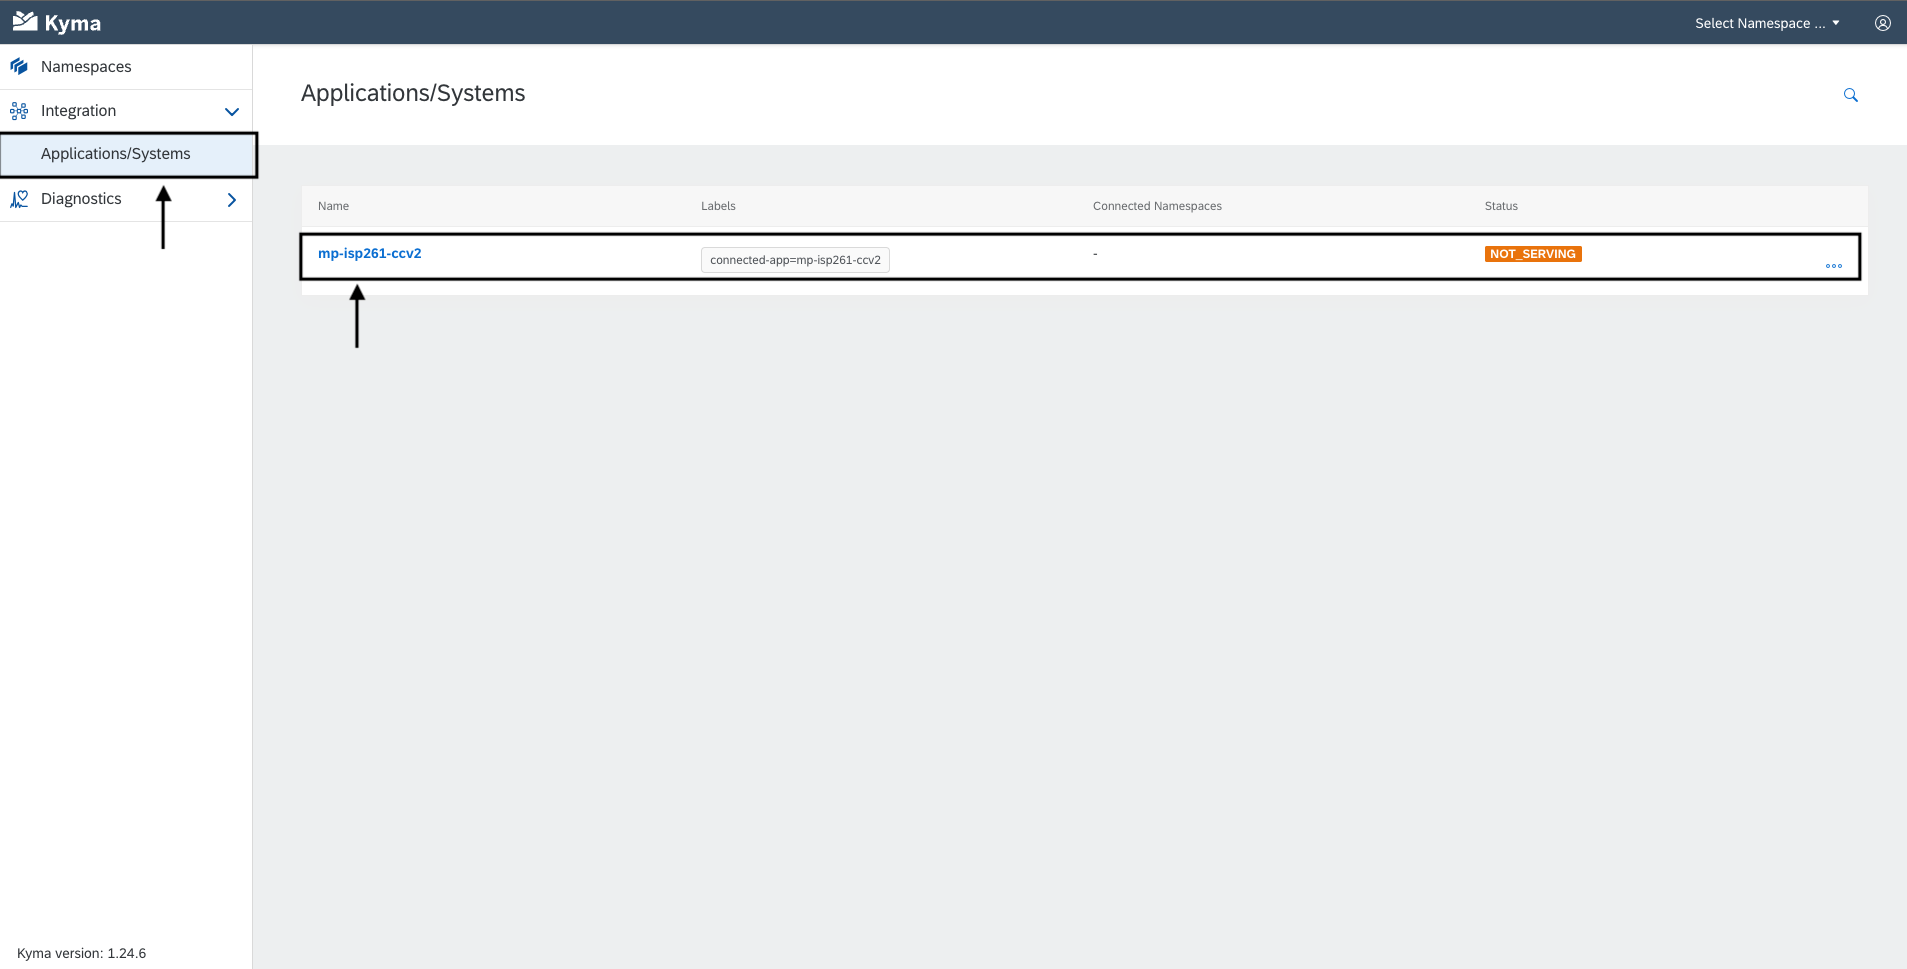 Kyma
Select Namespace ...
Namespaces
Integration
Applications/Systems
Diagnostics
Applications/Systems
Name Labels Connected Namespaces Status
mp-isp261-ccv2 connected-app=mp-isp261-ccv2 - NOT_SERVING
Kyma version: 1.24.6